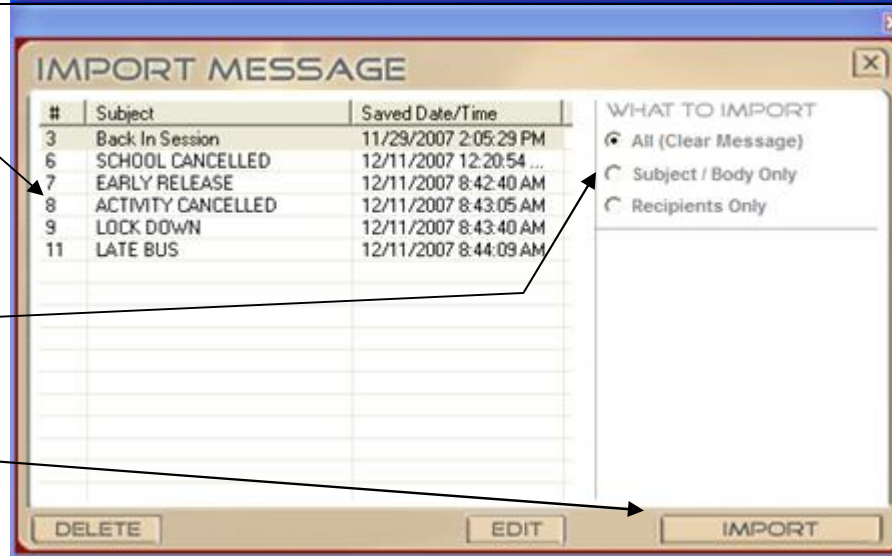 IMPORT MESSAGE
# Subject Saved Date/Time
3 Back In Session 11/29/2007 2:05:29 PM
6 SCHOOL CANCELLED 12/11/2007 12:20:54 ...
7 EARLY RELEASE 12/11/2007 8:42:40 AM
8 ACTIVITY CANCELLED 12/11/2007 8:43:05 AM
9 LOCK DOWN 12/11/2007 8:43:40 AM
11 LATE BUS 12/11/2007 8:44:09 AM
WHAT TO IMPORT
All (Clear Message)
Subject / Body Only
Recipients Only
DELETE EDIT IMPORT